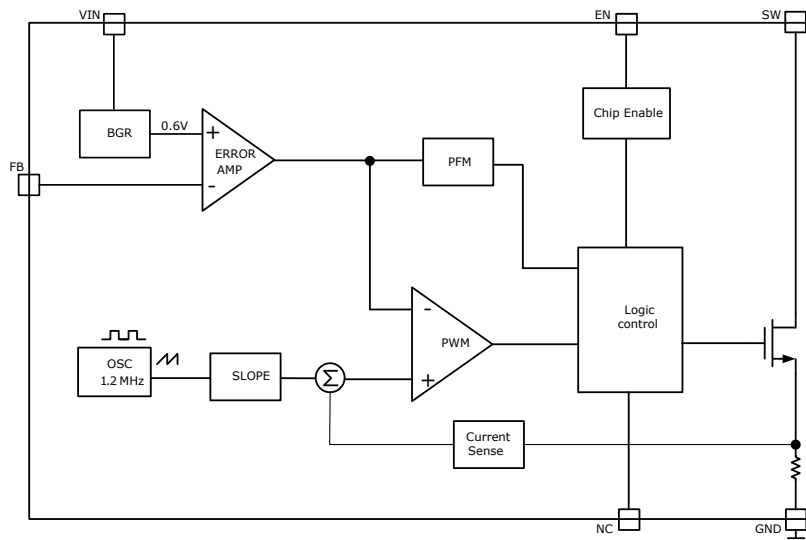 VIN
EN
SW
Chip Enable
BGR
0.6V
+
ERROR
AMP
-
PFM
FB
Logic
control
-
PWM
+
OSC
1.2 MHz
SLOPE
Σ
Current
Sense
NC
GND